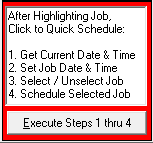 After Highlighting Job,
Click to Quick Schedule:
1. Get Current Date & Time
2. Set Job Date & Time
3. Select / Unselect Job
4. Schedule Selected Job
Execute Steps 1 thru 4